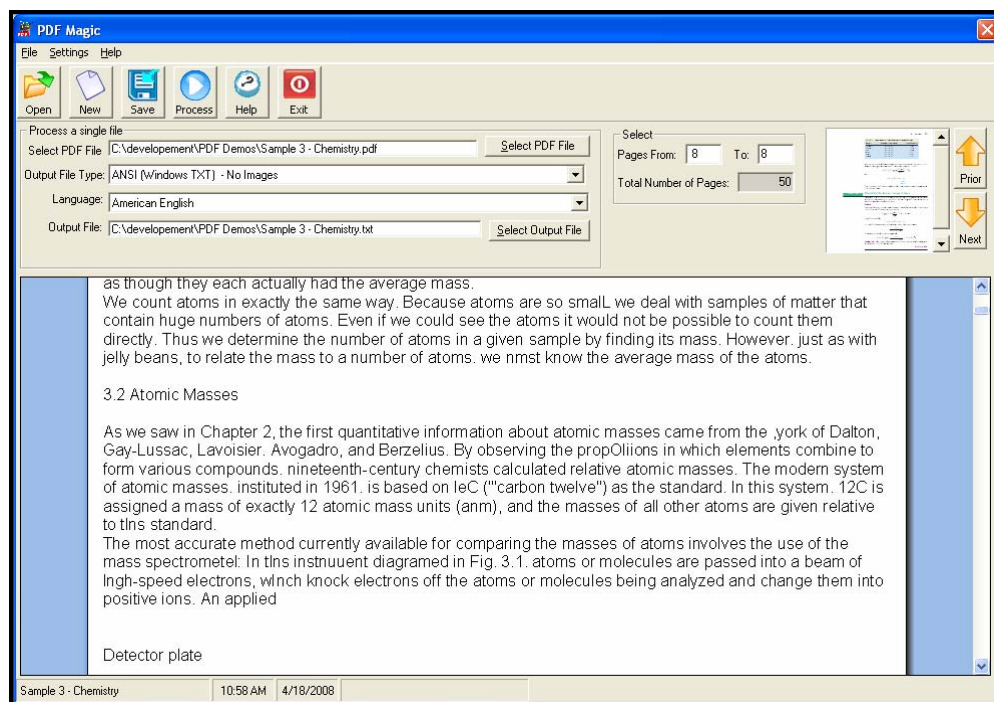 PDF Magic
File Settings Help
Open New Save Process Help Exit
Process a single file
Select PDF File C:\developement\PDF Demos\Sample 3 - Chemistry.pdf Select PDF File
Output File Type: ANSI (Windows TXT) - No Images
Language: American English
Output File: C:\developement\PDF Demos\Sample 3 - Chemistry.txt Select Output File
Select
Pages From: 8 To: 8
Total Number of Pages: 50
Prior
Next
as though they each actually had the average mass.
We count atoms in exactly the same way. Because atoms are so smalL we deal with samples of matter that
contain huge numbers of atoms. Even if we could see the atoms it would not be possible to count them
directly. Thus we determine the number of atoms in a given sample by finding its mass. However. just as with
jelly beans, to relate the mass to a number of atoms. we nmst know the average mass of the atoms.
3.2 Atomic Masses
As we saw in Chapter 2, the first quantitative information about atomic masses came from the ,york of Dalton,
Gay-Lussac, Lavoisier. Avogadro, and Berzelius. By observing the propOliions in which elements combine to
form various compounds. nineteenth-century chemists calculated relative atomic masses. The modern system
of atomic masses. instituted in 1961. is based on leC ("'carbon twelve") as the standard. In this system. 12C is
assigned a mass of exactly 12 atomic mass units (anm), and the masses of all other atoms are given relative
to tlns standard.
The most accurate method currently available for comparing the masses of atoms involves the use of the
mass spectrometel: In tlns instnuuent diagramed in Fig. 3.1. atoms or molecules are passed into a beam of
lngh-speed electrons, wlnch knock electrons off the atoms or molecules being analyzed and change them into
positive ions. An applied
Detector plate
Sample 3 - Chemistry 10:58 AM 4/18/2008